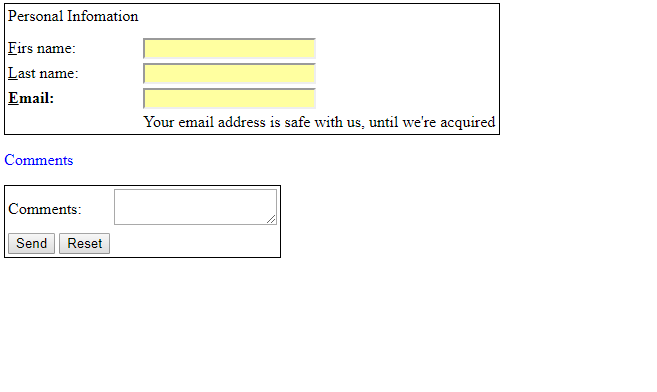 Personal Infomation
Firs name:
Last name:
Email:
Your email address is safe with us, until we're acquired
Comments
Comments:
Send Reset